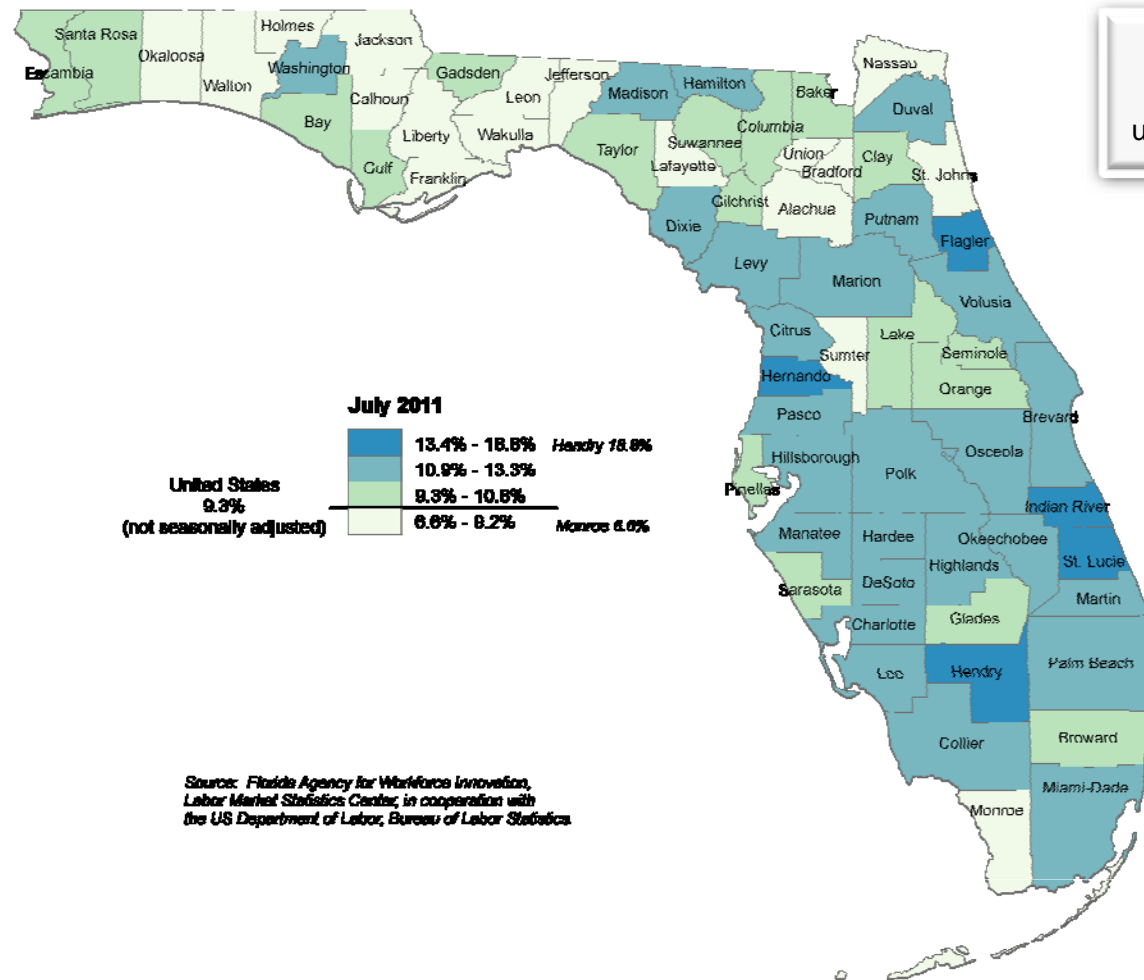 Holmes
Santa Rosa
Jackson
Okaloosa
Nassau
Washington
Gadsden
Jefferson
Escambia
Hamilton
Walton
Madison
Baker
Leon
Calhoun
Duval
Bay
Columbia
Liberty
Wakulla
Taylor
Suwannee
Union
Clay
Lafayette
Bradford
St. Johns
Gulf
Franklin
Gilchrist
Alachua
Dixie
Putnam
Flagler
Levy
Marion
Volusia
Citrus
Lake
Sumter
Seminole
Hernando
Orange
July 2011
Pasco
Brevard
13.4% - 16.6% Hendry
Osceola
Hillsborough
10.9% - 13.3%
Polk
United States
9.3%
(not seasonally adjusted)
9.3% - 10.8%
Pinellas
6.6% - 9.2% Monroe 6.6%
Indian River
Manatee
Hardee
Okeechobee
Highlands
St. Lucie
DeSoto
Sarasota
Martin
Glades
Charlotte
Lee
Hendry
Palm Beach
Collier
Broward
Source: Florida Agency for Workforce Innovation,
Labor Market Statistics Center, in cooperation with
the US Department of Labor, Bureau of Labor Statistics.
Miami-Dade
Monroe